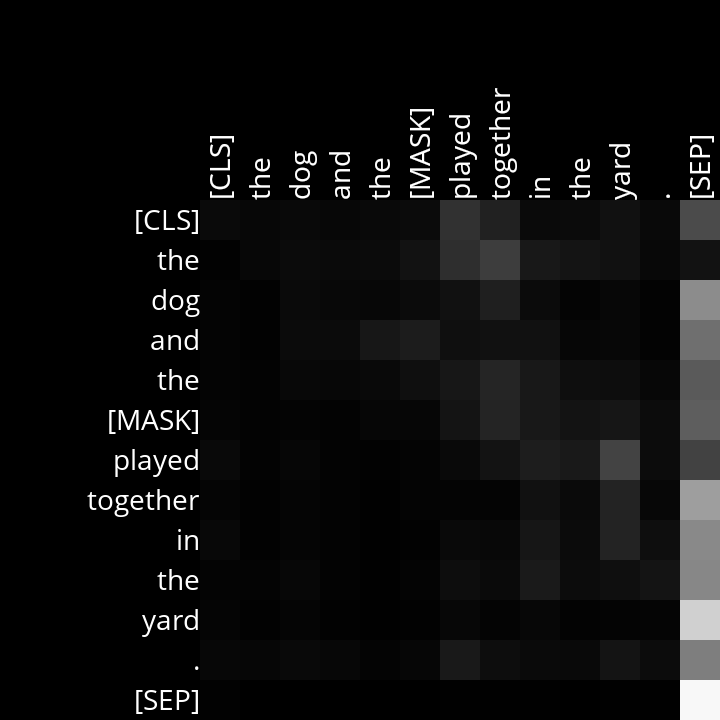 [CLS] the dog and the [MASK] played together in the yard . [SEP]
[CLS]
the
dog
and
the
[MASK]
played
together
in
the
yard
.
[SEP]